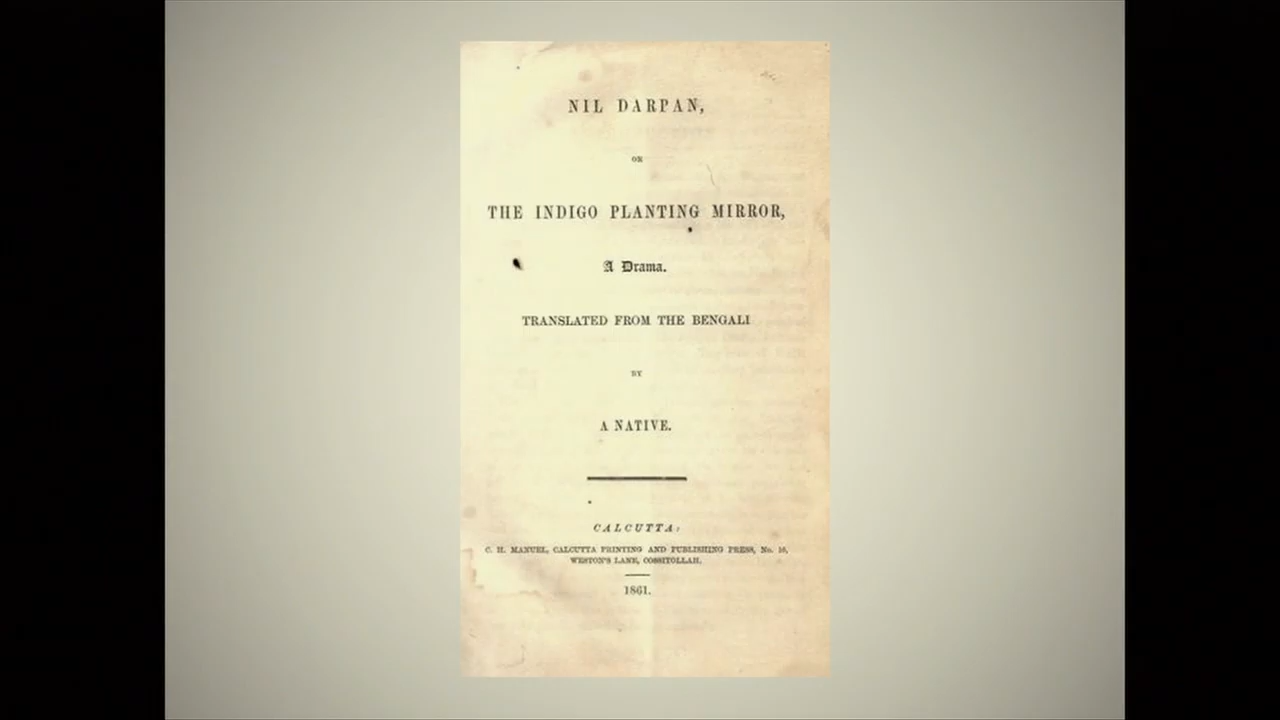 NIL DARPAN,
OR
THE INDIGO PLANTING MIRROR,
A Drama.
TRANSLATED FROM THE BENGALI
BY
A NATIVE.
CALCUTTA:
C. H. MANUEL, CALCUTTA PRINTING AND PUBLISHING PRESS, No. 10,
WESTON'S LANE, COSSITOLLAH.
1861.